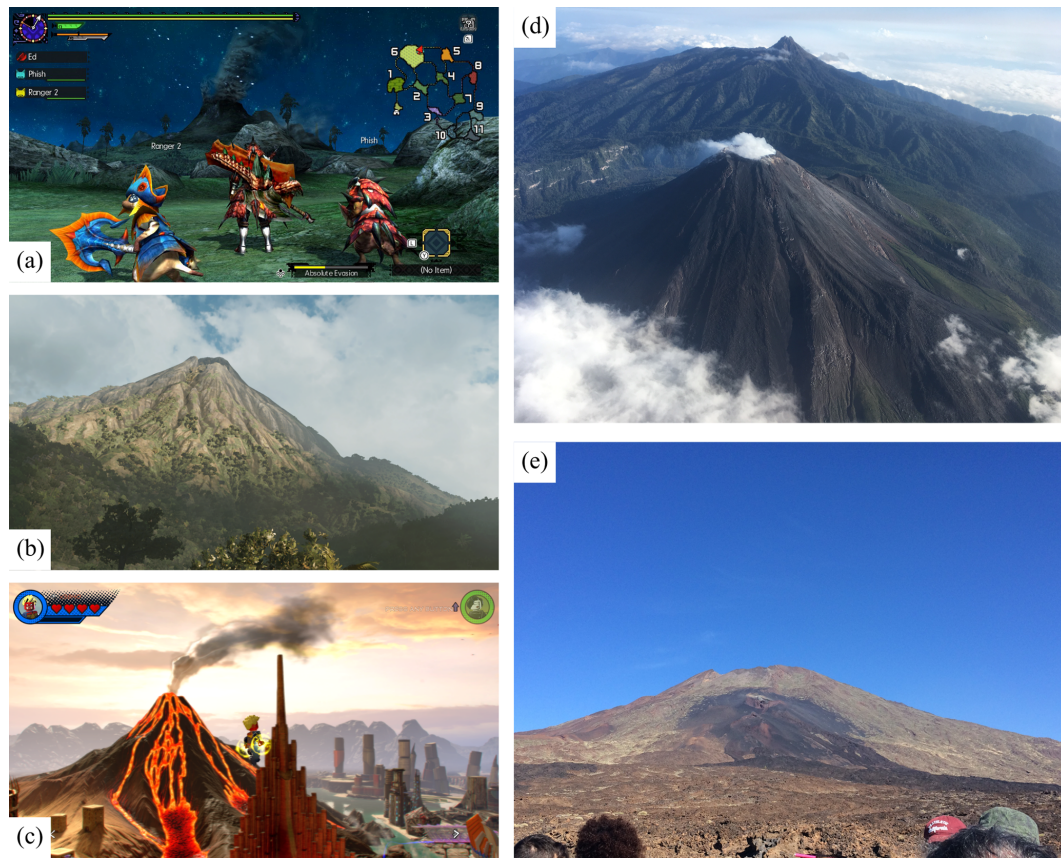 Ed
Phish
Ranger 2
Ranger 2
Phish
6
5
8
1
4
2
7
9
3
11
10
L
Y
Absolute Evasion
(No Item)
(a)
(b)
(c)
(d)
(e)